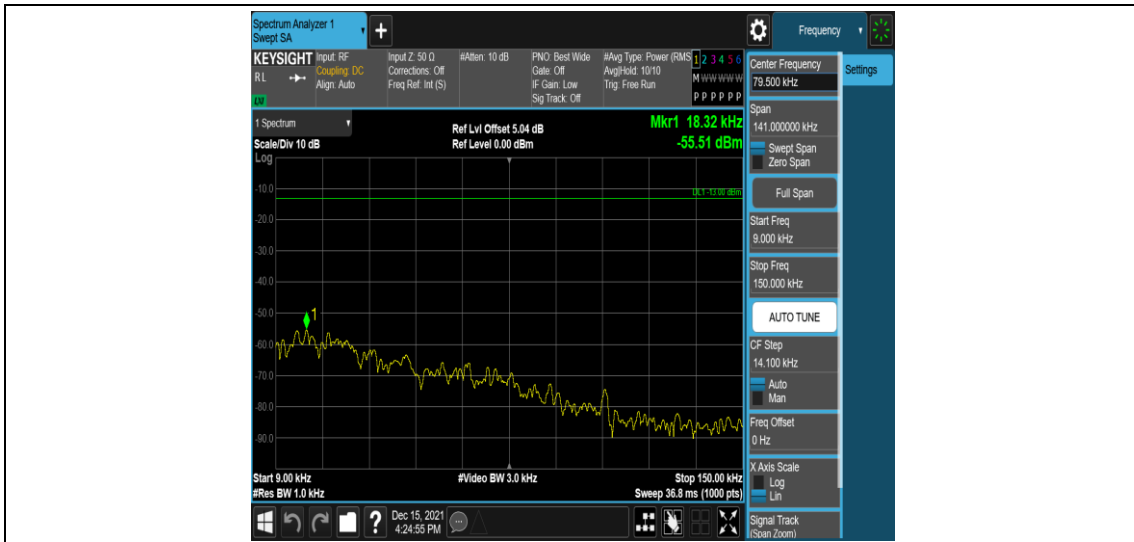 Spectrum Analyzer 1
Swept SA
+
Frequency
KEYSIGHT
RL
Input: RF
Coupling: DC
Align: Auto
Input Z: 50 Ω
Corrections: Off
Freq Ref: Int (S)
#Atten: 10 dB
PNO: Best Wide
Gate: Off
IF Gain: Low
Sig Track: Off
#Avg Type: Power (RMS
Avg|Hold: 10/10
Trig: Free Run
1 2 3 4 5 6
M W W W W W
P P P P P P
1 Spectrum
Scale/Div 10 dB
Log
Ref Lvl Offset 5.04 dB
Ref Level 0.00 dBm
Mkr1 18.32 kHz
-55.51 dBm
DL1 -13.00 dBm
-10.0
-20.0
-30.0
-40.0
-50.0
-60.0
-70.0
-80.0
-90.0
1
Start 9.00 kHz
#Res BW 1.0 kHz
#Video BW 3.0 kHz
Stop 150.00 kHz
Sweep 36.8 ms (1000 pts)
Dec 15, 2021
4:24:55 PM
?
Settings
Center Frequency
79.500 kHz
Span
141.000000 kHz
Swept Span
Zero Span
Full Span
Start Freq
9.000 kHz
Stop Freq
150.000 kHz
AUTO TUNE
CF Step
14.100 kHz
Auto
Man
Freq Offset
0 Hz
X Axis Scale
Log
Lin
Signal Track
(Span Zoom)